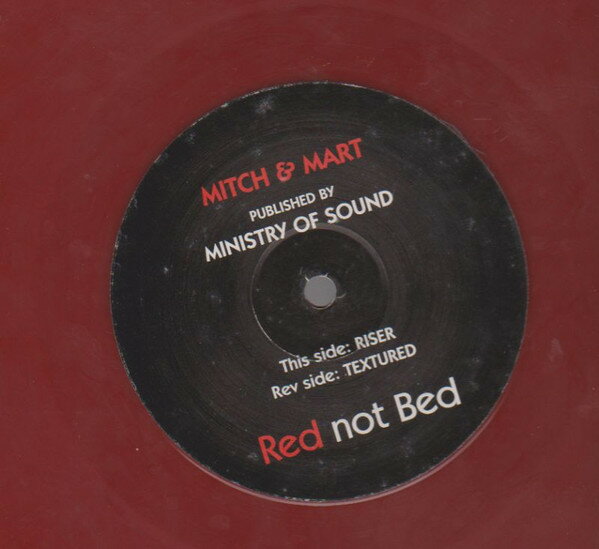 MITCH & MART
PUBLISHED BY
MINISTRY OF SOUND
This side: RISER
Rev side: TEXTURED
Red not Bed